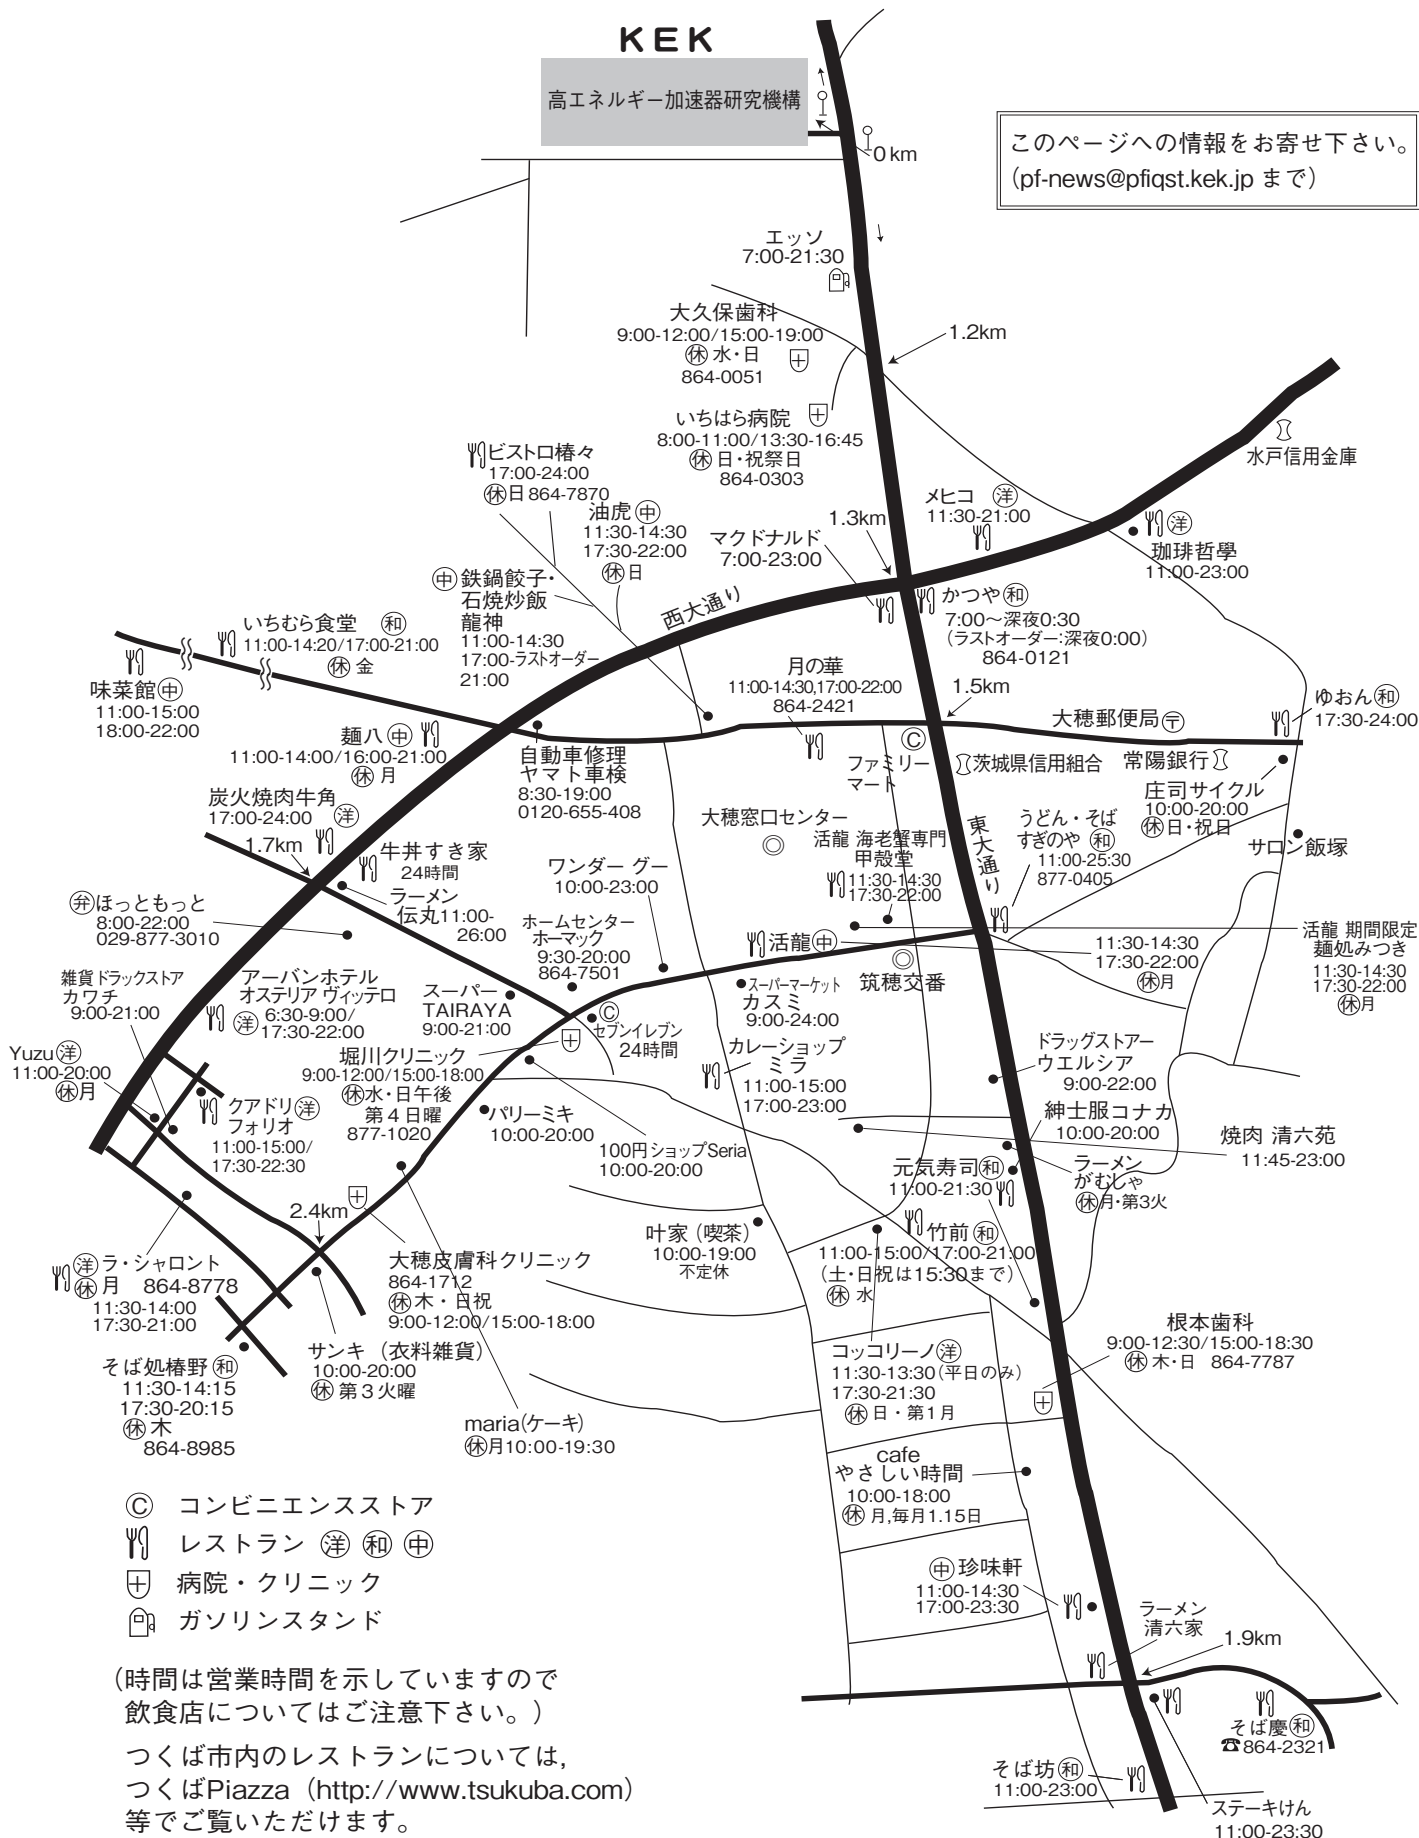 KEK
高エネルギー加速器研究機構
0 km
このページへの情報をお寄せ下さい。
(pf-news@pfiqst.kek.jp まで)
エッソ
7:00-21:30
大久保歯科
9:00-12:00/15:00-19:00
㊡ 水・日
864-0051
1.2km
いちはら病院
8:00-11:00/13:30-16:45
㊡ 日・祝祭日
864-0303
水戸信用金庫
ビストロ椿々
17:00-24:00
㊡日 864-7870
油虎㊥
11:30-14:30
17:30-22:00
㊡日
マクドナルド
7:00-23:00
1.3km
メヒコ 洋
11:30-21:00
洋
珈琲哲學
11:00-23:00
㊥鉄鍋餃子・
石焼炒飯
龍神
11:00-14:30
17:00-ラストオーダー
21:00
西大通り
かつや和
7:00〜深夜0:30
(ラストオーダー:深夜0:00)
864-0121
いちむら食堂 和
11:00-14:20/17:00-21:00
㊡ 金
味菜館㊥
11:00-15:00
18:00-22:00
月の華
11:00-14:30,17:00-22:00
864-2421
1.5km
大穂郵便局〒
ゆおん和
17:30-24:00
麺八㊥
11:00-14:00/16:00-21:00
㊡月
自動車修理
ヤマト車検
8:30-19:00
0120-655-408
C
ファミリー
マート
茨城県信用組合
常陽銀行
庄司サイクル
10:00-20:00
㊡日・祝日
サロン飯塚
炭火焼肉牛角
17:00-24:00 洋
1.7km
牛丼すき家
24時間
ラーメン
伝丸11:00-
26:00
大穂窓口センター
◎
活龍 海老蟹専門
甲殻堂
11:30-14:30
17:30-22:00
東大通り
うどん・そば
すぎのや 和
11:00-25:30
877-0405
弁ほっともっと
8:00-22:00
029-877-3010
ワンダー グー
10:00-23:00
ホームセンター
ホーマック
9:30-20:00
864-7501
活龍㊥
11:30-14:30
17:30-22:00
㊡月
活龍 期間限定
麺処みつき
11:30-14:30
17:30-22:00
㊡月
◎
筑穂交番
雑貨 ドラックストア
カワチ
9:00-21:00
アーバンホテル
オステリア ヴィッテロ
洋 6:30-9:00/
17:30-22:00
スーパー
TAIRAYA
9:00-21:00
C
セブンイレブン
24時間
スーパーマーケット
カスミ
9:00-24:00
Yuzu洋
11:00-20:00
㊡月
堀川クリニック
9:00-12:00/15:00-18:00
㊡水・日午後
第４日曜
877-1020
カレーショップ
ミラ
11:00-15:00
17:00-23:00
ドラッグストアー
ウエルシア
9:00-22:00
クアドリ洋
フォリオ
11:00-15:00/
17:30-22:30
パリーミキ
10:00-20:00
100円ショップSeria
10:00-20:00
紳士服コナカ
10:00-20:00
焼肉 清六苑
11:45-23:00
元気寿司和
11:00-21:30
ラーメン
がむしゃ
㊡月・第3火
2.4km
叶家（喫茶）
10:00-19:00
不定休
竹前和
11:00-15:00/17:00-21:00
(土・日祝は15:30まで)
㊡ 水
洋ラ・シャロント
㊡月 864-8778
11:30-14:00
17:30-21:00
大穂皮膚科クリニック
864-1712
㊡木・日祝
9:00-12:00/15:00-18:00
根本歯科
9:00-12:30/15:00-18:30
㊡ 木・日 864-7787
そば処椿野和
11:30-14:15
17:30-20:15
㊡木
864-8985
サンキ（衣料雑貨）
10:00-20:00
㊡ 第３火曜
コッコリーノ洋
11:30-13:30(平日のみ)
17:30-21:30
㊡ 日・第１月
maria(ケーキ)
㊡月10:00-19:30
cafe
やさしい時間
10:00-18:00
㊡ 月,毎月1.15日
C コンビニエンスストア
レストラン 洋 和 ㊥
病院・クリニック
ガソリンスタンド
㊥珍味軒
11:00-14:30
17:00-23:30
ラーメン
清六家
1.9km
（時間は営業時間を示していますので
飲食店についてはご注意下さい。）
つくば市内のレストランについては,
つくばPiazza（http://www.tsukuba.com）
等でご覧いただけます。
そば慶和
☎864-2321
そば坊和
11:00-23:00
ステーキけん
11:00-23:30